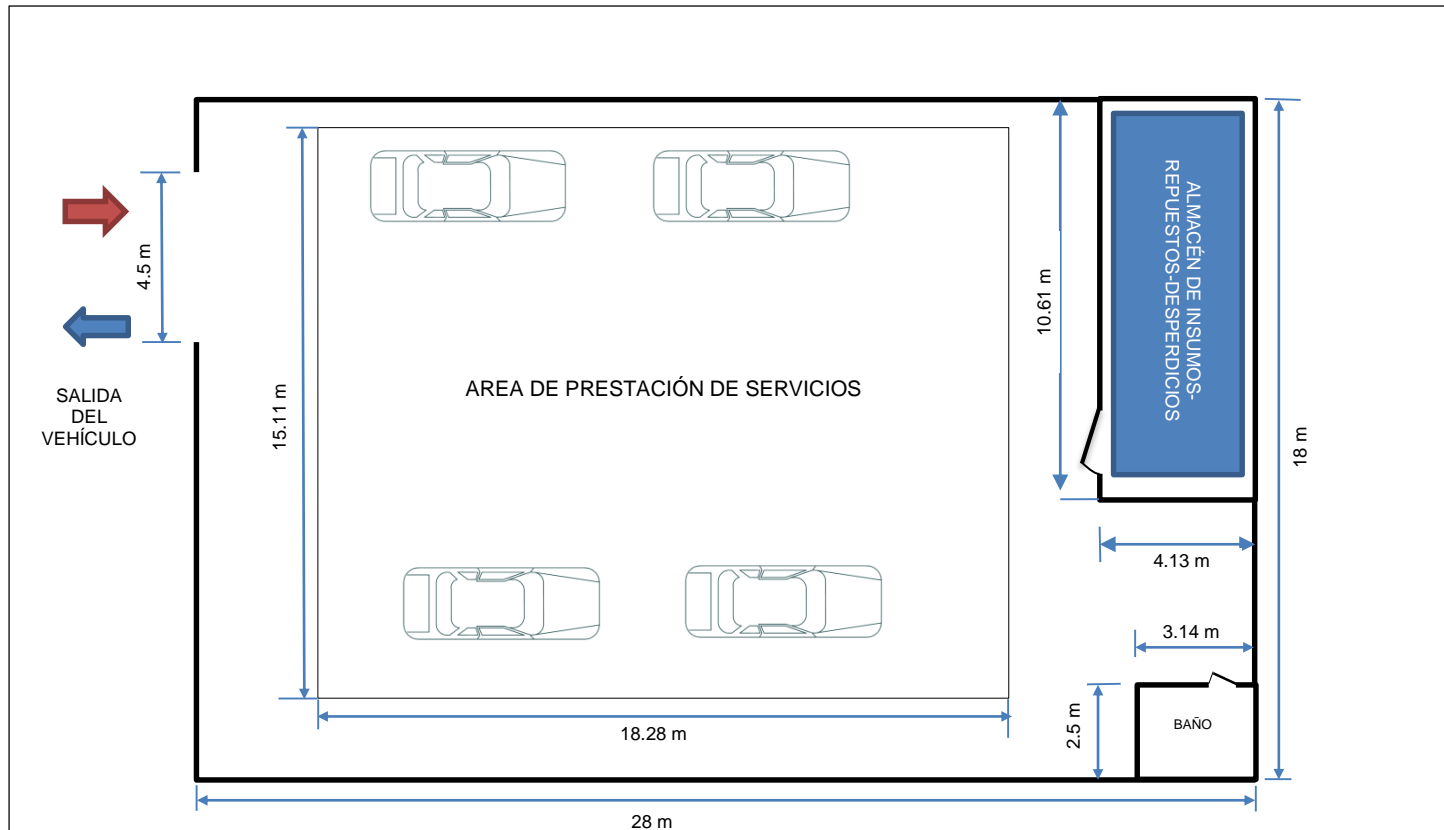 4.5 m
SALIDA
DEL
VEHÍCULO
15.11 m
AREA DE PRESTACIÓN DE SERVICIOS
18.28 m
10.61 m
ALMACÉN DE INSUMOS-
REPUESTOS-DESPERDICIOS
4.13 m
18 m
3.14 m
2.5 m
BAÑO
28 m